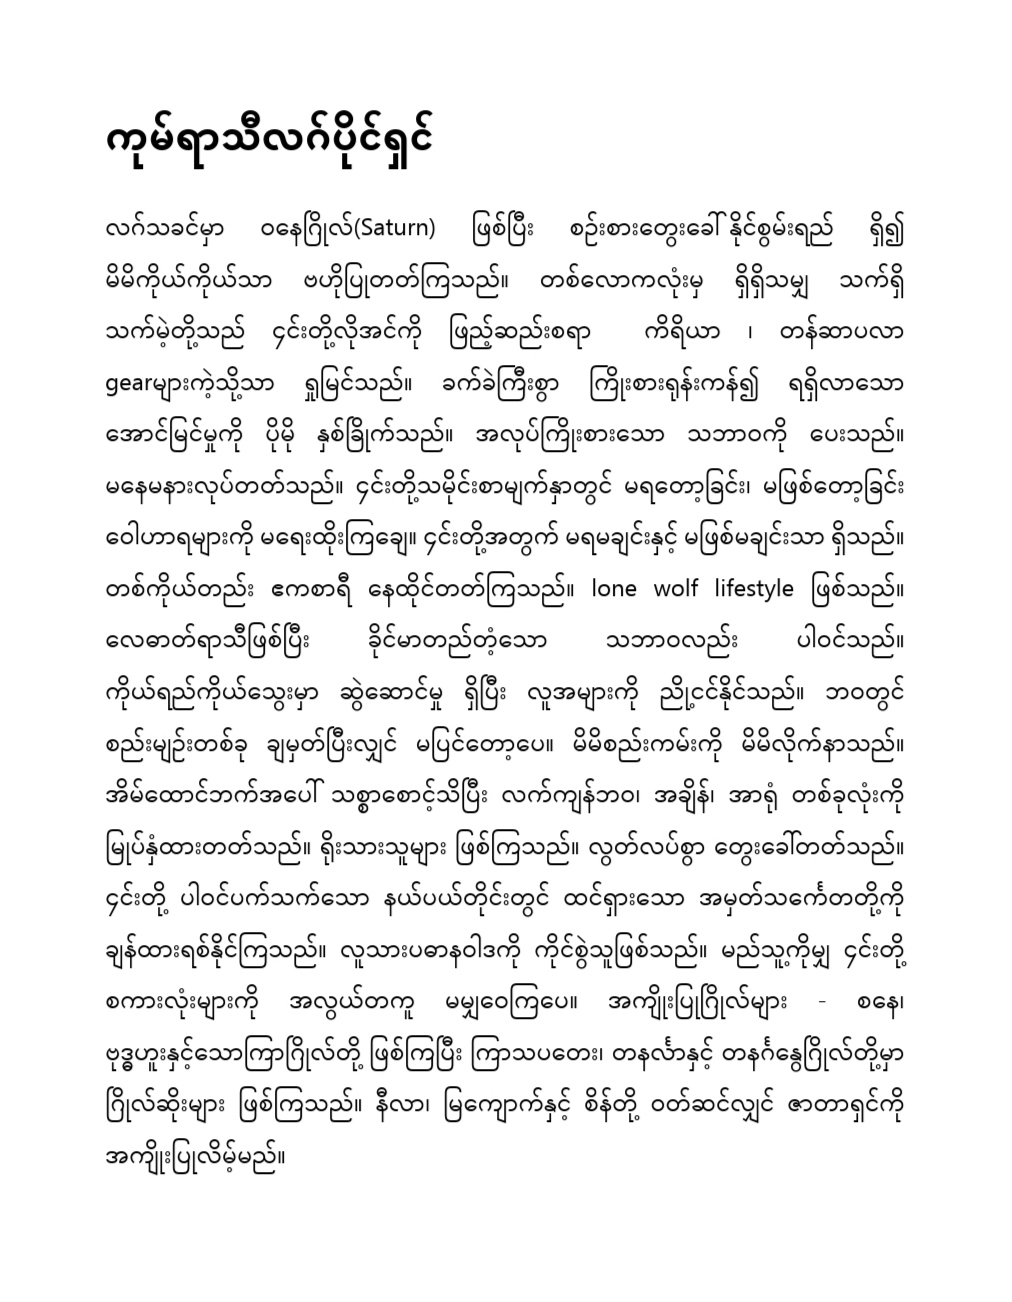 ကုမ်ရာသီလဂ်ပိုင်ရှင်
လဂ်သခင်မှာ ၀နေဂြိုလ်(Saturn) ဖြစ်ပြီး စဉ်းစားတွေးခေါ်နိုင်စွမ်းရည် ရှိ၍
မိမိကိုယ်ကိုယ်သာ ဗဟိုပြုတတ်ကြသည်။ တစ်လောကလုံးမှ ရှိရှိသမျှ သက်ရှိ
သက်မဲ့တို့သည် ၄င်းတို့လိုအင်ကို ဖြည့်ဆည်းစရာ ကိရိယာ ၊ တန်ဆာပလာ
gearများကဲ့သို့သာ ရှုမြင်သည်။ ခက်ခဲကြီးစွာ ကြိုးစားရုန်းကန်၍ ရရှိလာသော
အောင်မြင်မှုကို ပိုမို နှစ်ခြိုက်သည်။ အလုပ်ကြိုးစားသော သဘာဝကို ပေးသည်။
မနေမနားလုပ်တတ်သည်။ ၄င်းတို့သမိုင်းစာမျက်နှာတွင် မရတော့ခြင်း၊ မဖြစ်တော့ခြင်း
ဝေါဟာရများကို မရေးထိုးကြချေ။ ၄င်းတို့အတွက် မရမချင်းနှင့် မဖြစ်မချင်းသာ ရှိသည်။
တစ်ကိုယ်တည်း ဧကစာရီ နေထိုင်တတ်ကြသည်။ lone wolf lifestyle ဖြစ်သည်။
လေဓာတ်ရာသီဖြစ်ပြီး ခိုင်မာတည်တံ့သော သဘာဝလည်း ပါဝင်သည်။
ကိုယ်ရည်ကိုယ်သွေးမှာ ဆွဲဆောင်မှု ရှိပြီး လူအများကို ညှို့ငင်နိုင်သည်။ ဘဝတွင်
စည်းမျဉ်းတစ်ခု ချမှတ်ပြီးလျှင် မပြင်တော့ပေ။ မိမိစည်းကမ်းကို မိမိလိုက်နာသည်။
အိမ်ထောင်ဘက်အပေါ် သစ္စာစောင့်သိပြီး လက်ကျန်ဘဝ၊ အချိန်၊ အာရုံ တစ်ခုလုံးကို
မြှုပ်နှံထားတတ်သည်။ ရိုးသားသူများ ဖြစ်ကြသည်။ လွတ်လပ်စွာ တွေးခေါ်တတ်သည်။
၄င်းတို့ ပါဝင်ပက်သက်သော နယ်ပယ်တိုင်းတွင် ထင်ရှားသော အမှတ်သင်္ကေတတို့ကို
ချန်ထားရစ်နိုင်ကြသည်။ လူသားပဓာနဝါဒကို ကိုင်စွဲသူဖြစ်သည်။ မည်သူ့ကိုမျှ ၄င်းတို့
စကားလုံးများကို အလွယ်တကူ မမျှဝေကြပေ။ အကျိုးပြုဂြိုလ်များ - စနေ၊
ဗုဒ္ဓဟူးနှင့်သောကြာဂြိုလ်တို့ ဖြစ်ကြပြီး ကြာသပတေး၊ တနင်္လာနှင့် တနင်္ဂနွေဂြိုလ်တို့မှာ
ဂြိုလ်ဆိုးများ ဖြစ်ကြသည်။ နီလာ၊ မြကျောက်နှင့် စိန်တို့ ဝတ်ဆင်လျှင် ဇာတာရှင်ကို
အကျိုးပြုလိမ့်မည်။